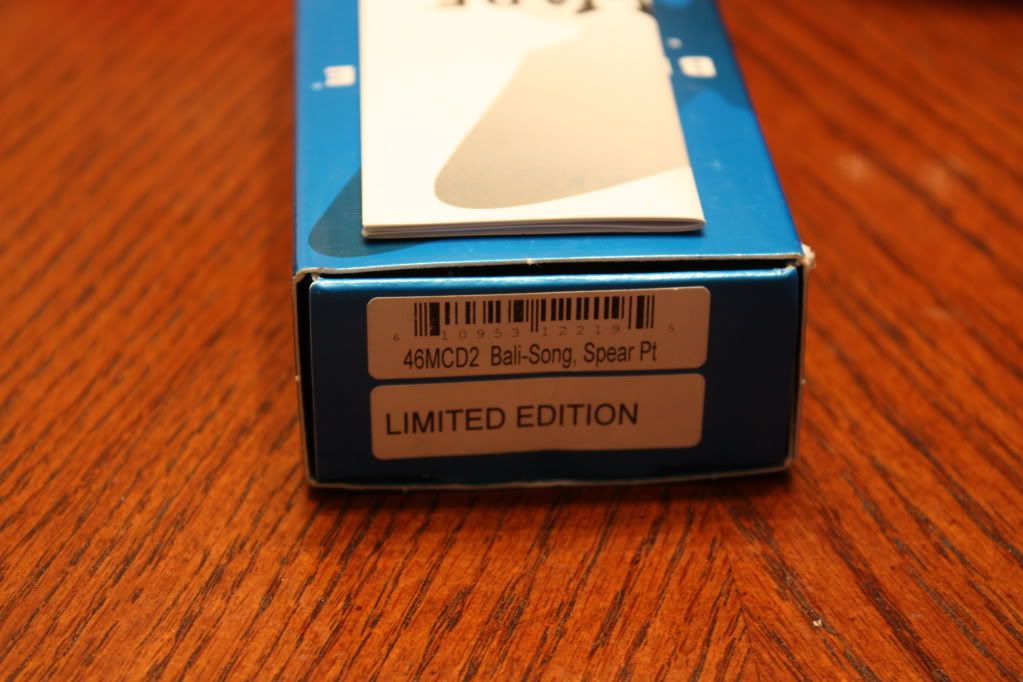 6 10953 12219 5
46MCD2 Bali-Song, Spear Pt
LIMITED EDITION